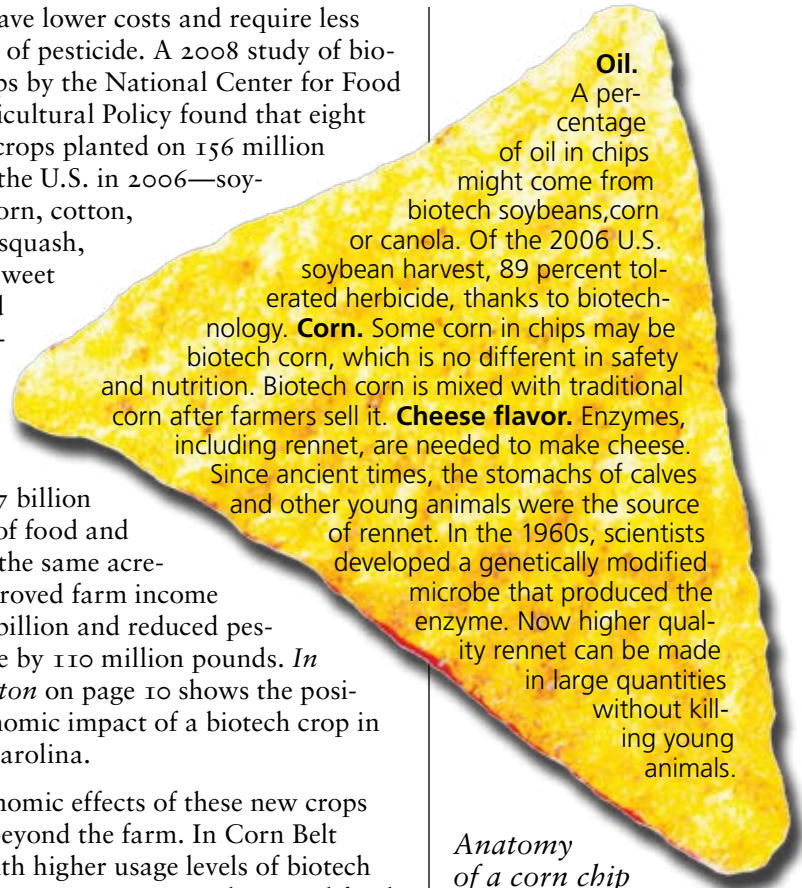 ave lower costs and require less
of pesticide. A 2008 study of bio-
ps by the National Center for Food
icultural Policy found that eight
crops planted on 156 million
the U.S. in 2006—soy-
orn, cotton,
squash,
weet
7 billion
of food and
the same acre-
roved farm income
billion and reduced pes-
e by 110 million pounds. In
ton on page 10 shows the posi-
nomic impact of a biotech crop in
arolina.
nomic effects of these new crops
eyond the farm. In Corn Belt
th higher usage levels of biotech
Oil.
A per-
centage
of oil in chips
might come from
biotech soybeans,corn
or canola. Of the 2006 U.S.
soybean harvest, 89 percent tol-
erated herbicide, thanks to biotech-
nology. Corn. Some corn in chips may be
biotech corn, which is no different in safety
and nutrition. Biotech corn is mixed with traditional
corn after farmers sell it. Cheese flavor. Enzymes,
including rennet, are needed to make cheese.
Since ancient times, the stomachs of calves
and other young animals were the source
of rennet. In the 1960s, scientists
developed a genetically modified
microbe that produced the
enzyme. Now higher qual-
ity rennet can be made
in large quantities
without kill-
ing young
animals.
Anatomy
of a corn chip